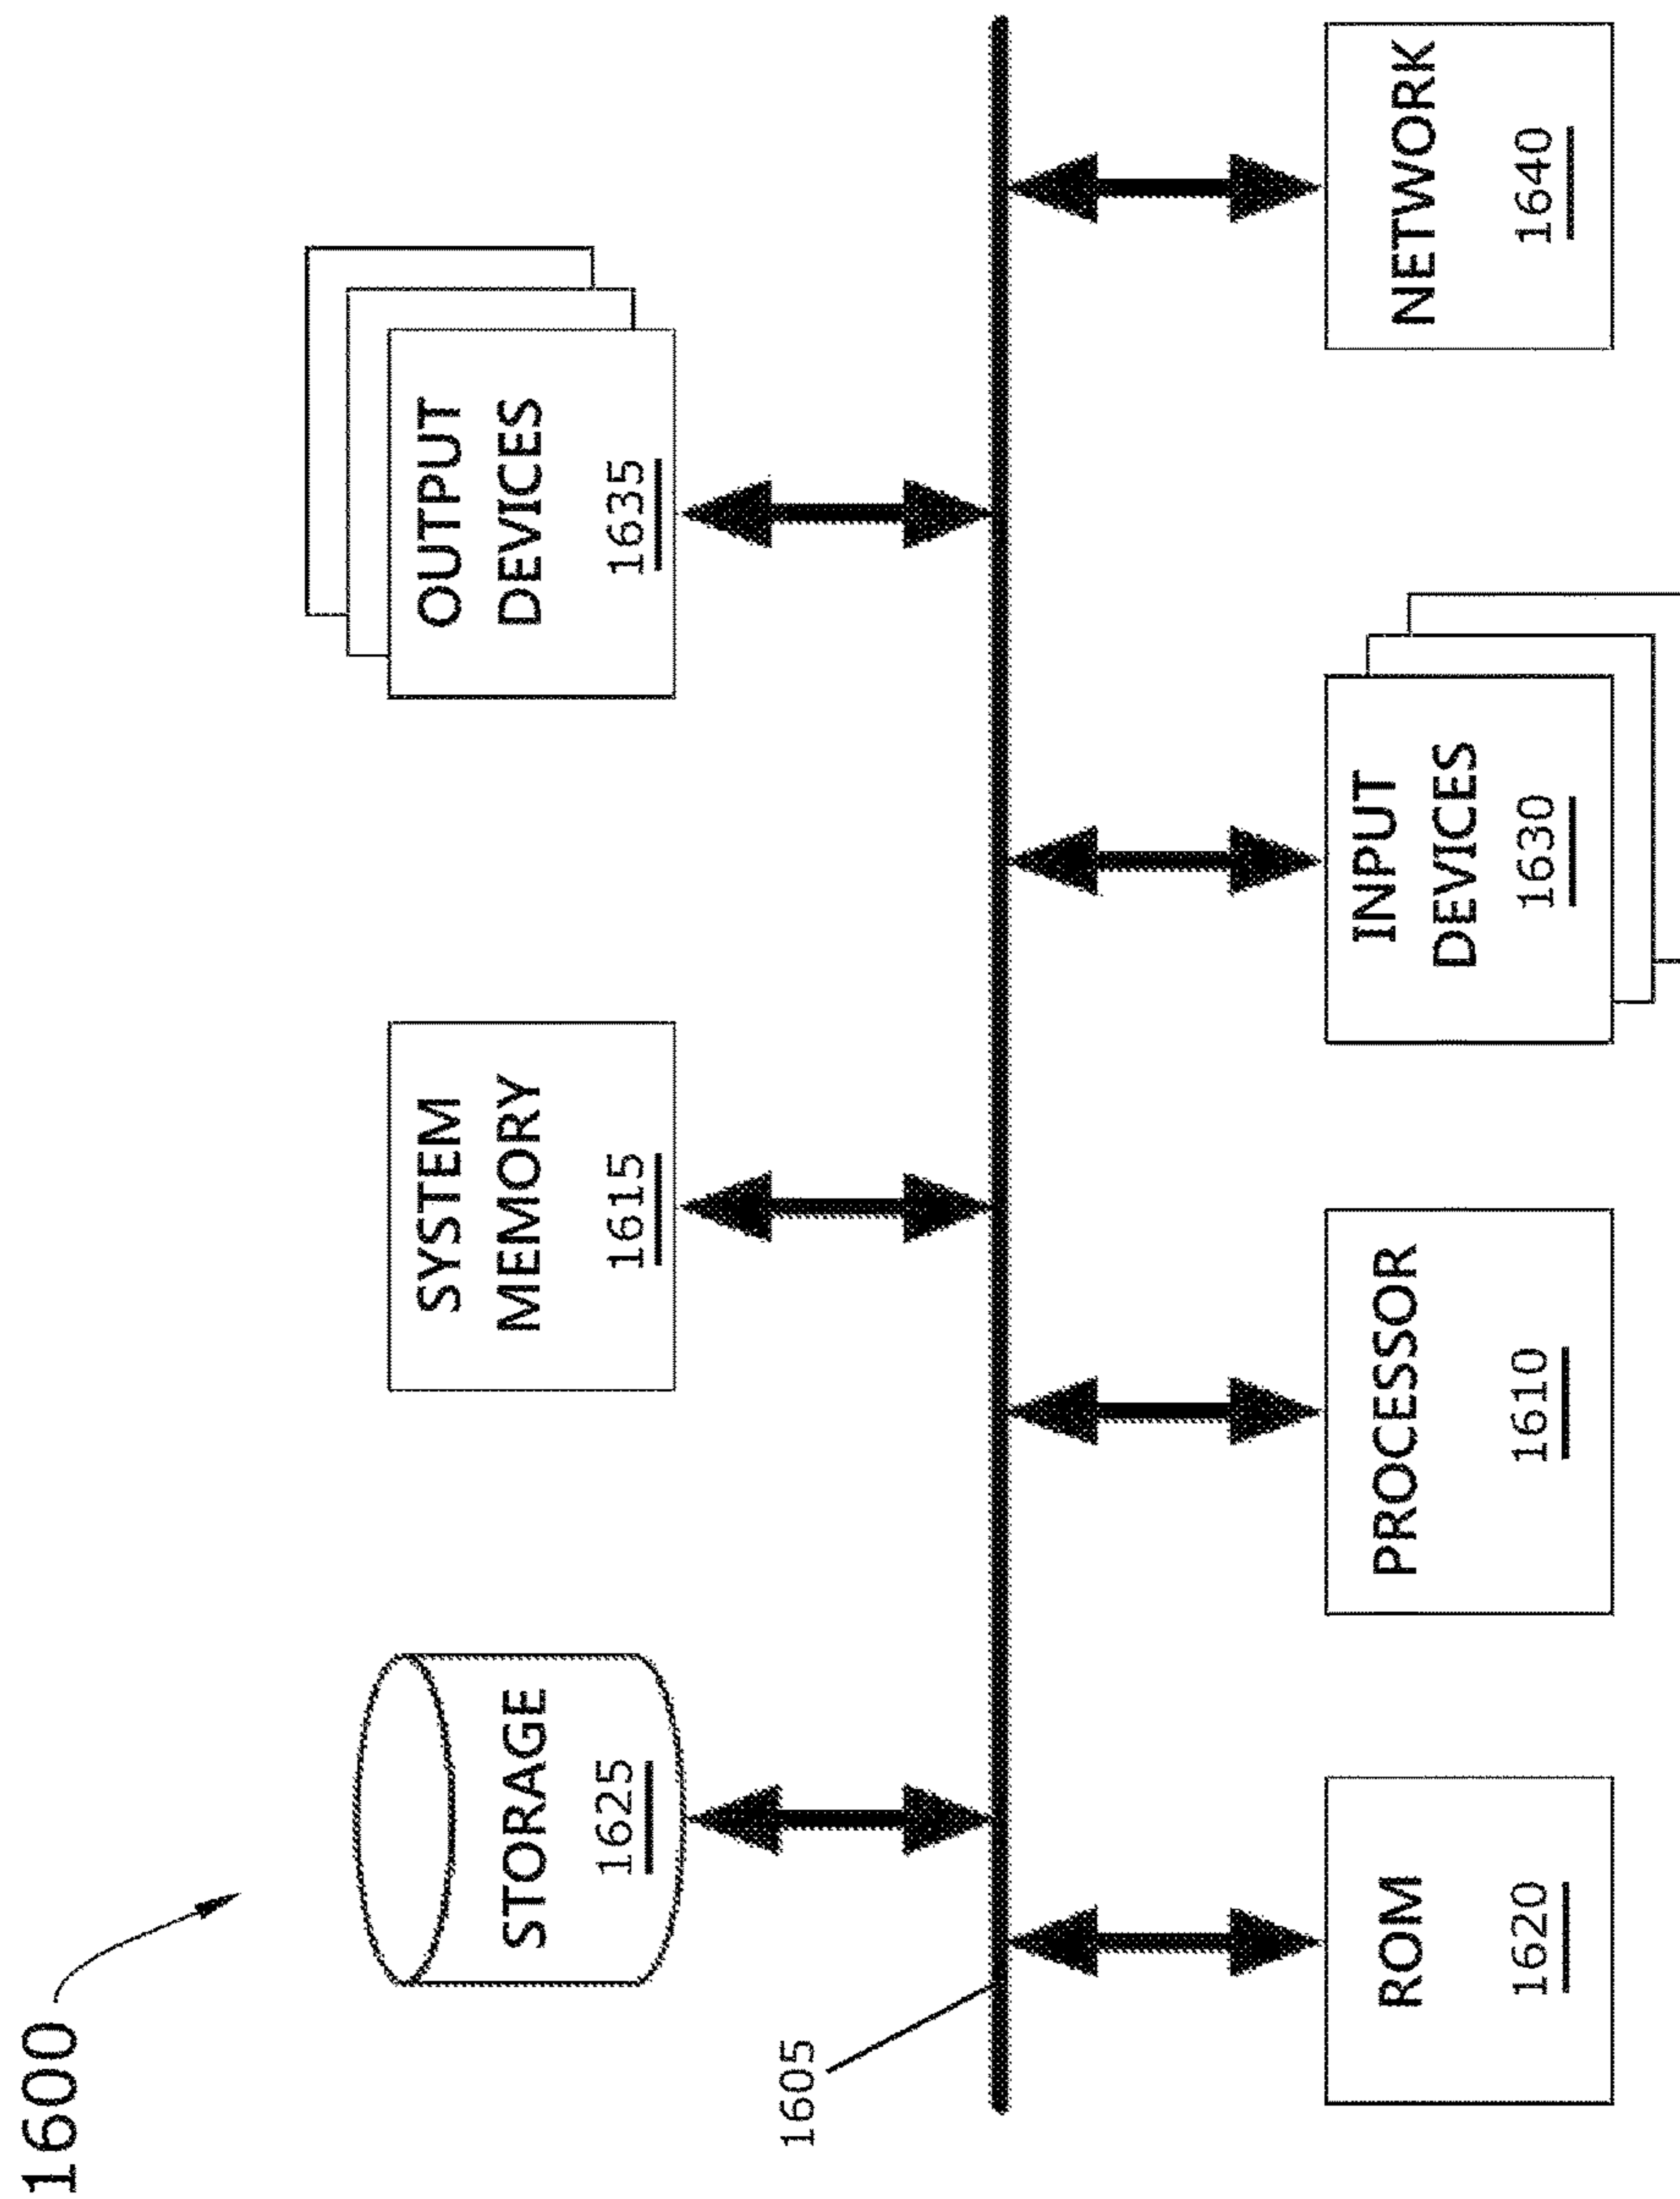 1600
STORAGE
1625
SYSTEM
MEMORY
1615
OUTPUT
DEVICES
1635
1605
ROM
1620
PROCESSOR
1610
INPUT
DEVICES
1630
NETWORK
1640